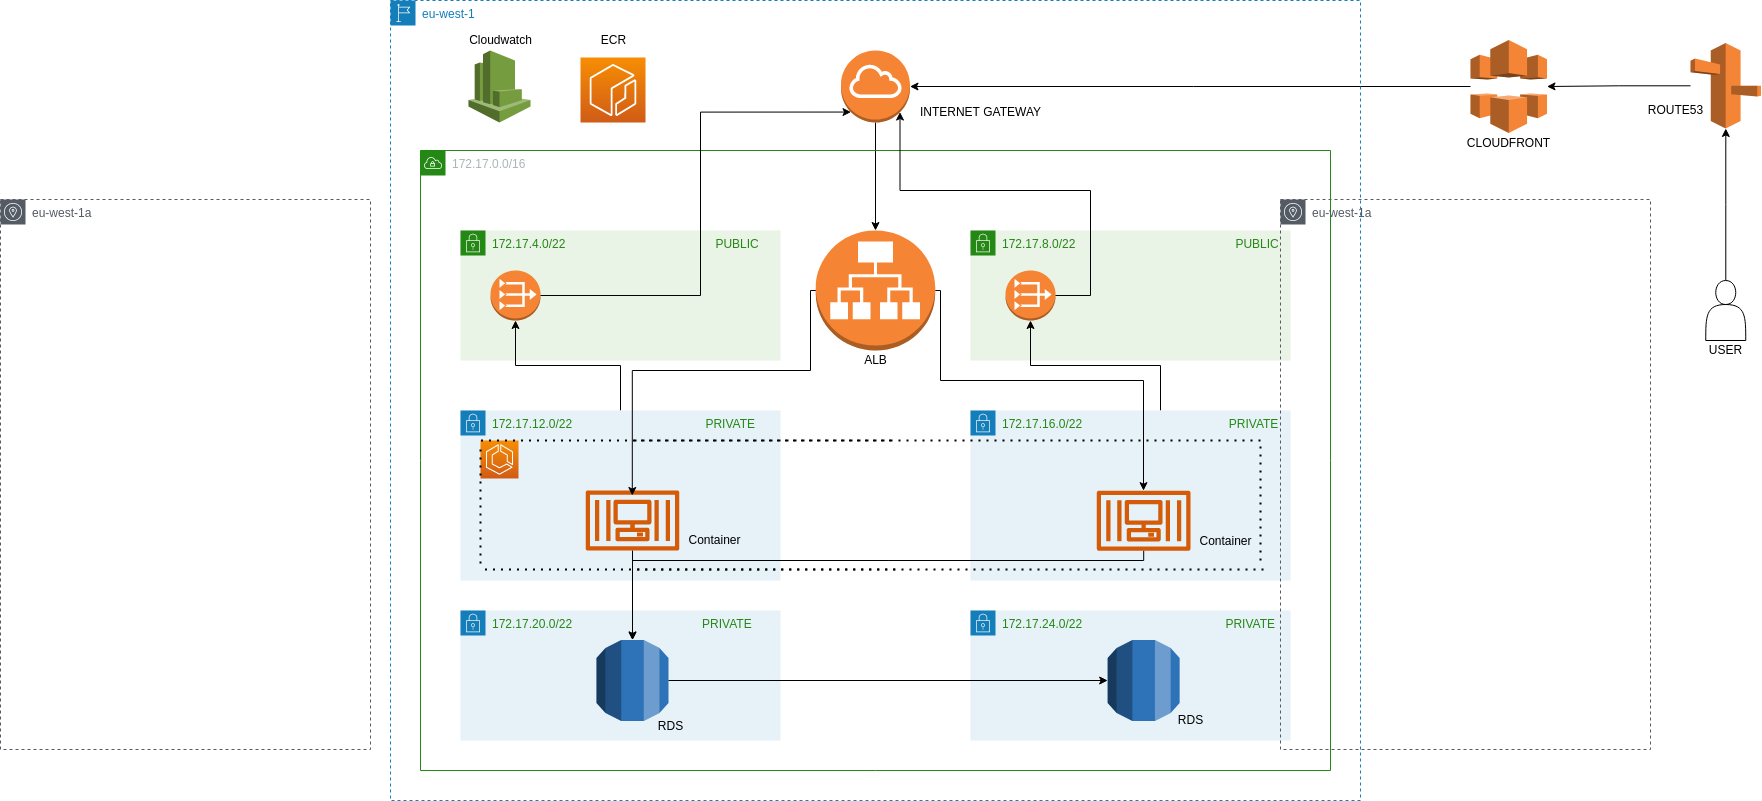 eu-west-1
Cloudwatch
ECR
INTERNET GATEWAY
CLOUDFRONT
ROUTE53
172.17.0.0/16
eu-west-1a
eu-west-1a
172.17.4.0/22
PUBLIC
172.17.8.0/22
PUBLIC
ALB
USER
172.17.12.0/22
PRIVATE
172.17.16.0/22
PRIVATE
Container
Container
172.17.20.0/22
PRIVATE
172.17.24.0/22
PRIVATE
RDS
RDS